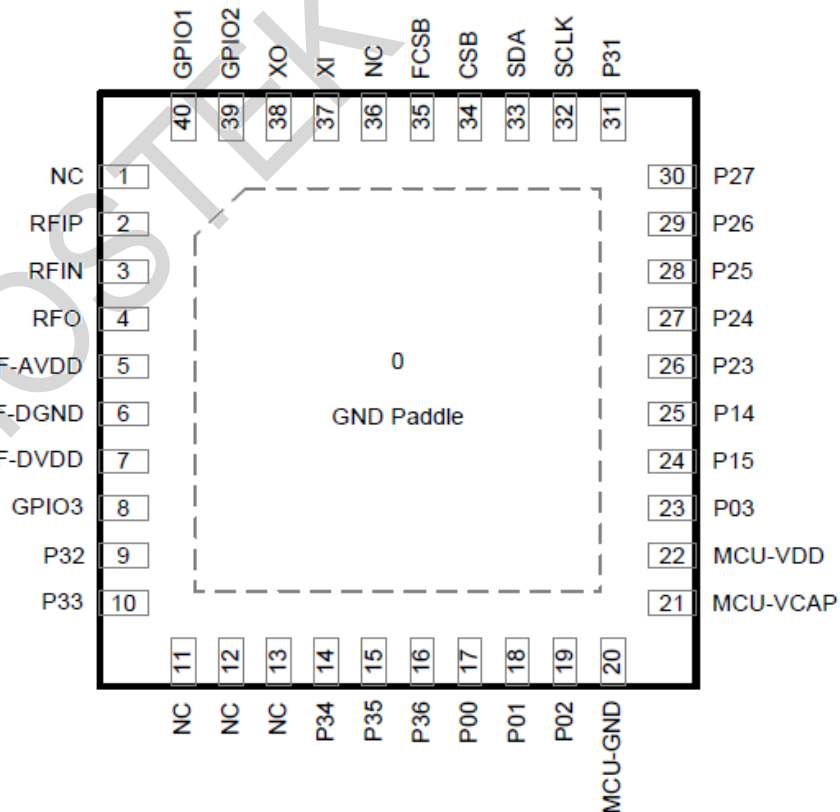 GPIO1
GPIO2
XO
XI
NC
FCSB
CSB
SDA
SCLK
P31
40
39
38
37
36
35
34
33
32
31
NC 1
RFIP 2
RFIN 3
RFO 4
F-AVDD 5
F-DGND 6
F-DVDD 7
GPIO3 8
P32 9
P33 10
30 P27
29 P26
28 P25
27 P24
26 P23
25 P14
24 P15
23 P03
22 MCU-VDD
21 MCU-VCAP
0
GND Paddle
11
12
13
14
15
16
17
18
19
20
NC
NC
NC
P34
P35
P36
P00
P01
P02
MCU-GND
OSTEK